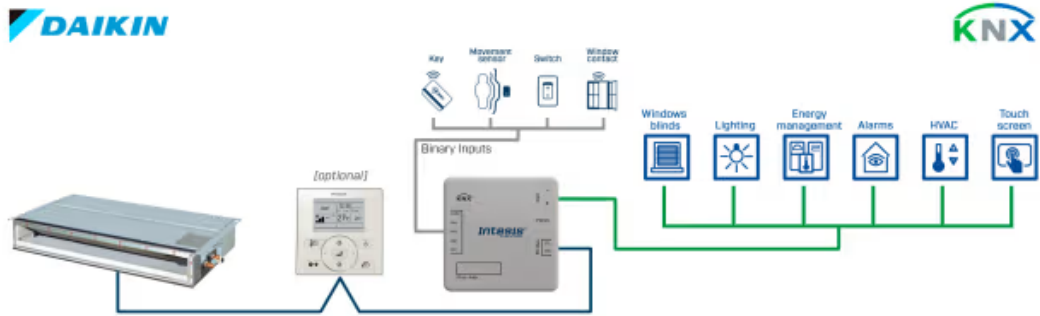 DAIKIN
KNX
Key
Movement
sensor
Switch
Window
contact
Windows
blinds
Lighting
Energy
management
Alarms
HVAC
Touch
screen
Binary Inputs
[optional]
KNX
Intesis